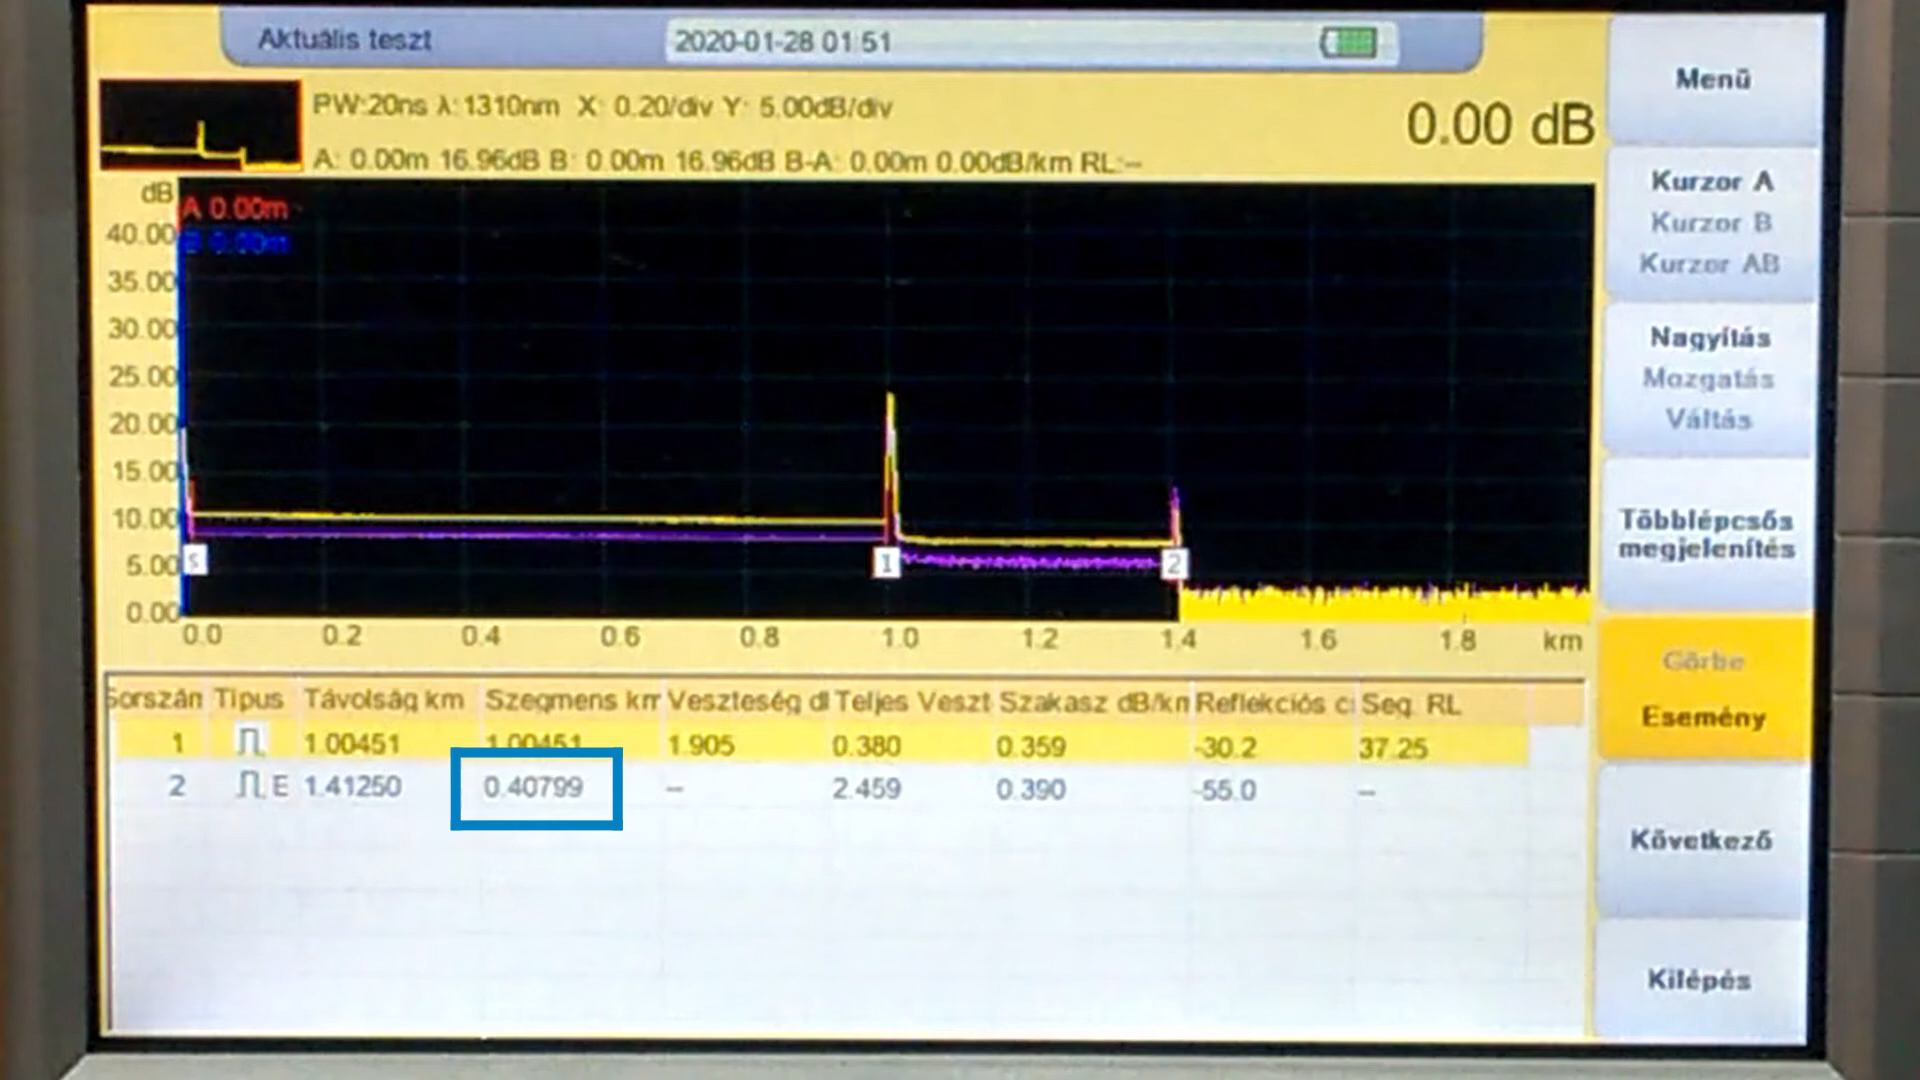 Aktuális teszt
2020-01-28 01:51
PW:20ns λ:1310nm X: 0.20/div Y: 5.00dB/div
0.00 dB
A: 0.00m 16.96dB B: 0.00m 16.96dB B-A: 0.00m 0.00dB/km RL:--
dB
A 0.00m
B 0.00m
40.00
35.00
30.00
25.00
20.00
15.00
10.00
5.00
0.00
S
1
2
0.0 0.2 0.4 0.6 0.8 1.0 1.2 1.4 1.6 1.8 km
Sorszán Típus Távolság km Szegmens km Veszteség dl Teljes Veszt Szakasz dB/kn Reflekciós c Seg. RL
1 1.00451 1.00451 1.905 0.380 0.359 -30.2 37.25
2 E 1.41250 0.40799 -- 2.459 0.390 -55.0 --
Menü
Kurzor A
Kurzor B
Kurzor AB
Nagyítás
Mozgatás
Váltás
Többlépcsős
megjelenítés
Görbe
Esemény
Következő
Kilépés